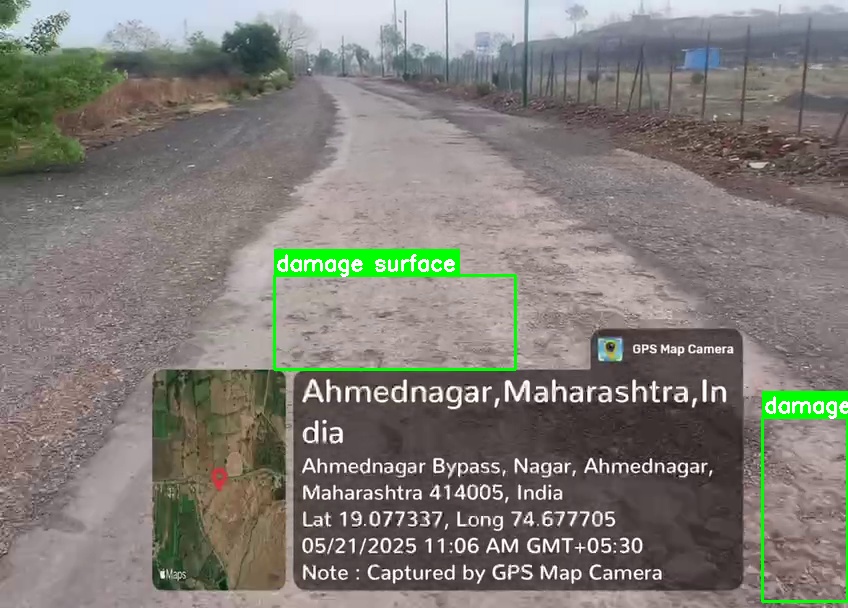 damage surface
GPS Map Camera
Ahmednagar,Maharashtra,In
dia
damage
Ahmednagar Bypass, Nagar, Ahmednagar,
Maharashtra 414005, India
Lat 19.077337, Long 74.677705
05/21/2025 11:06 AM GMT+05:30
Note : Captured by GPS Map Camera
Maps